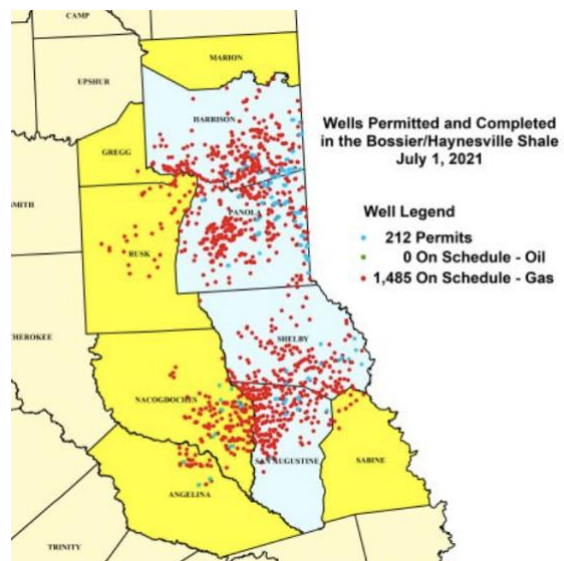 CAMP
MARION
UPSHUR
HARRISON
Wells Permitted and Completed
in the Bossier/Haynesville Shale
July 1, 2021
GREGG
Well Legend
SMITH
PANOLA
212 Permits
RUSK
0 On Schedule - Oil
1,485 On Schedule - Gas
CHEROKEE
SHELBY
NACOGDOCHES
SAN AUGUSTINE
SABINE
ANGELINA
TRINITY